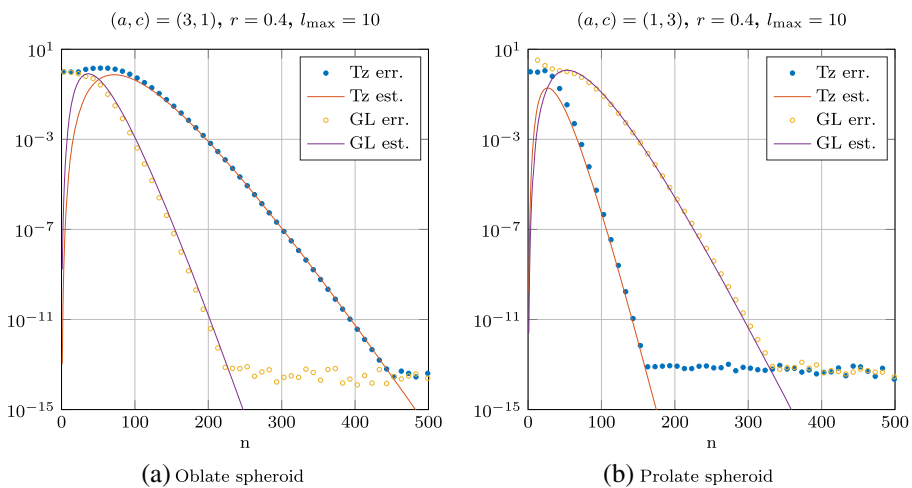 (a, c) = (3, 1), r = 0.4, l_max = 10
10^1
10^−3
10^−7
10^−11
10^−15
0
100
200
300
400
500
n
Tz err.
Tz est.
GL err.
GL est.
(a) Oblate spheroid
(a, c) = (1, 3), r = 0.4, l_max = 10
10^1
10^−3
10^−7
10^−11
10^−15
0
100
200
300
400
500
n
Tz err.
Tz est.
GL err.
GL est.
(b) Prolate spheroid